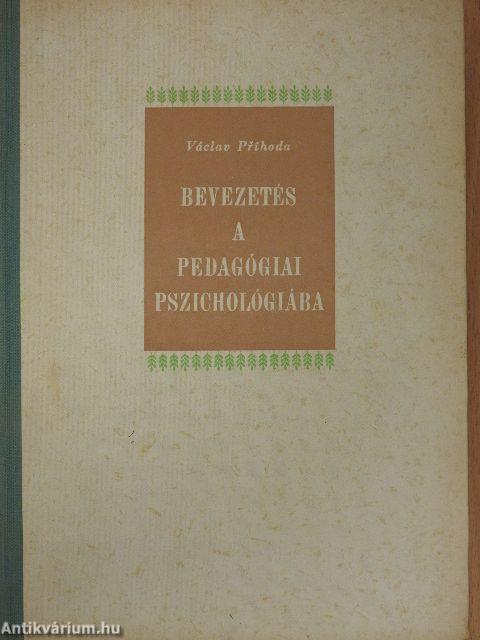 Václav Příhoda
BEVEZETÉS
A
PEDAGÓGIAI
PSZICHOLÓGIÁBA
Antikvárium.hu